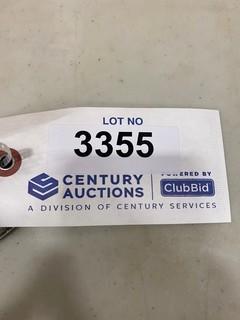 LOT NO
3355
CENTURY AUCTIONS
POWERED BY
ClubBid
A DIVISION OF CENTURY SERVICES